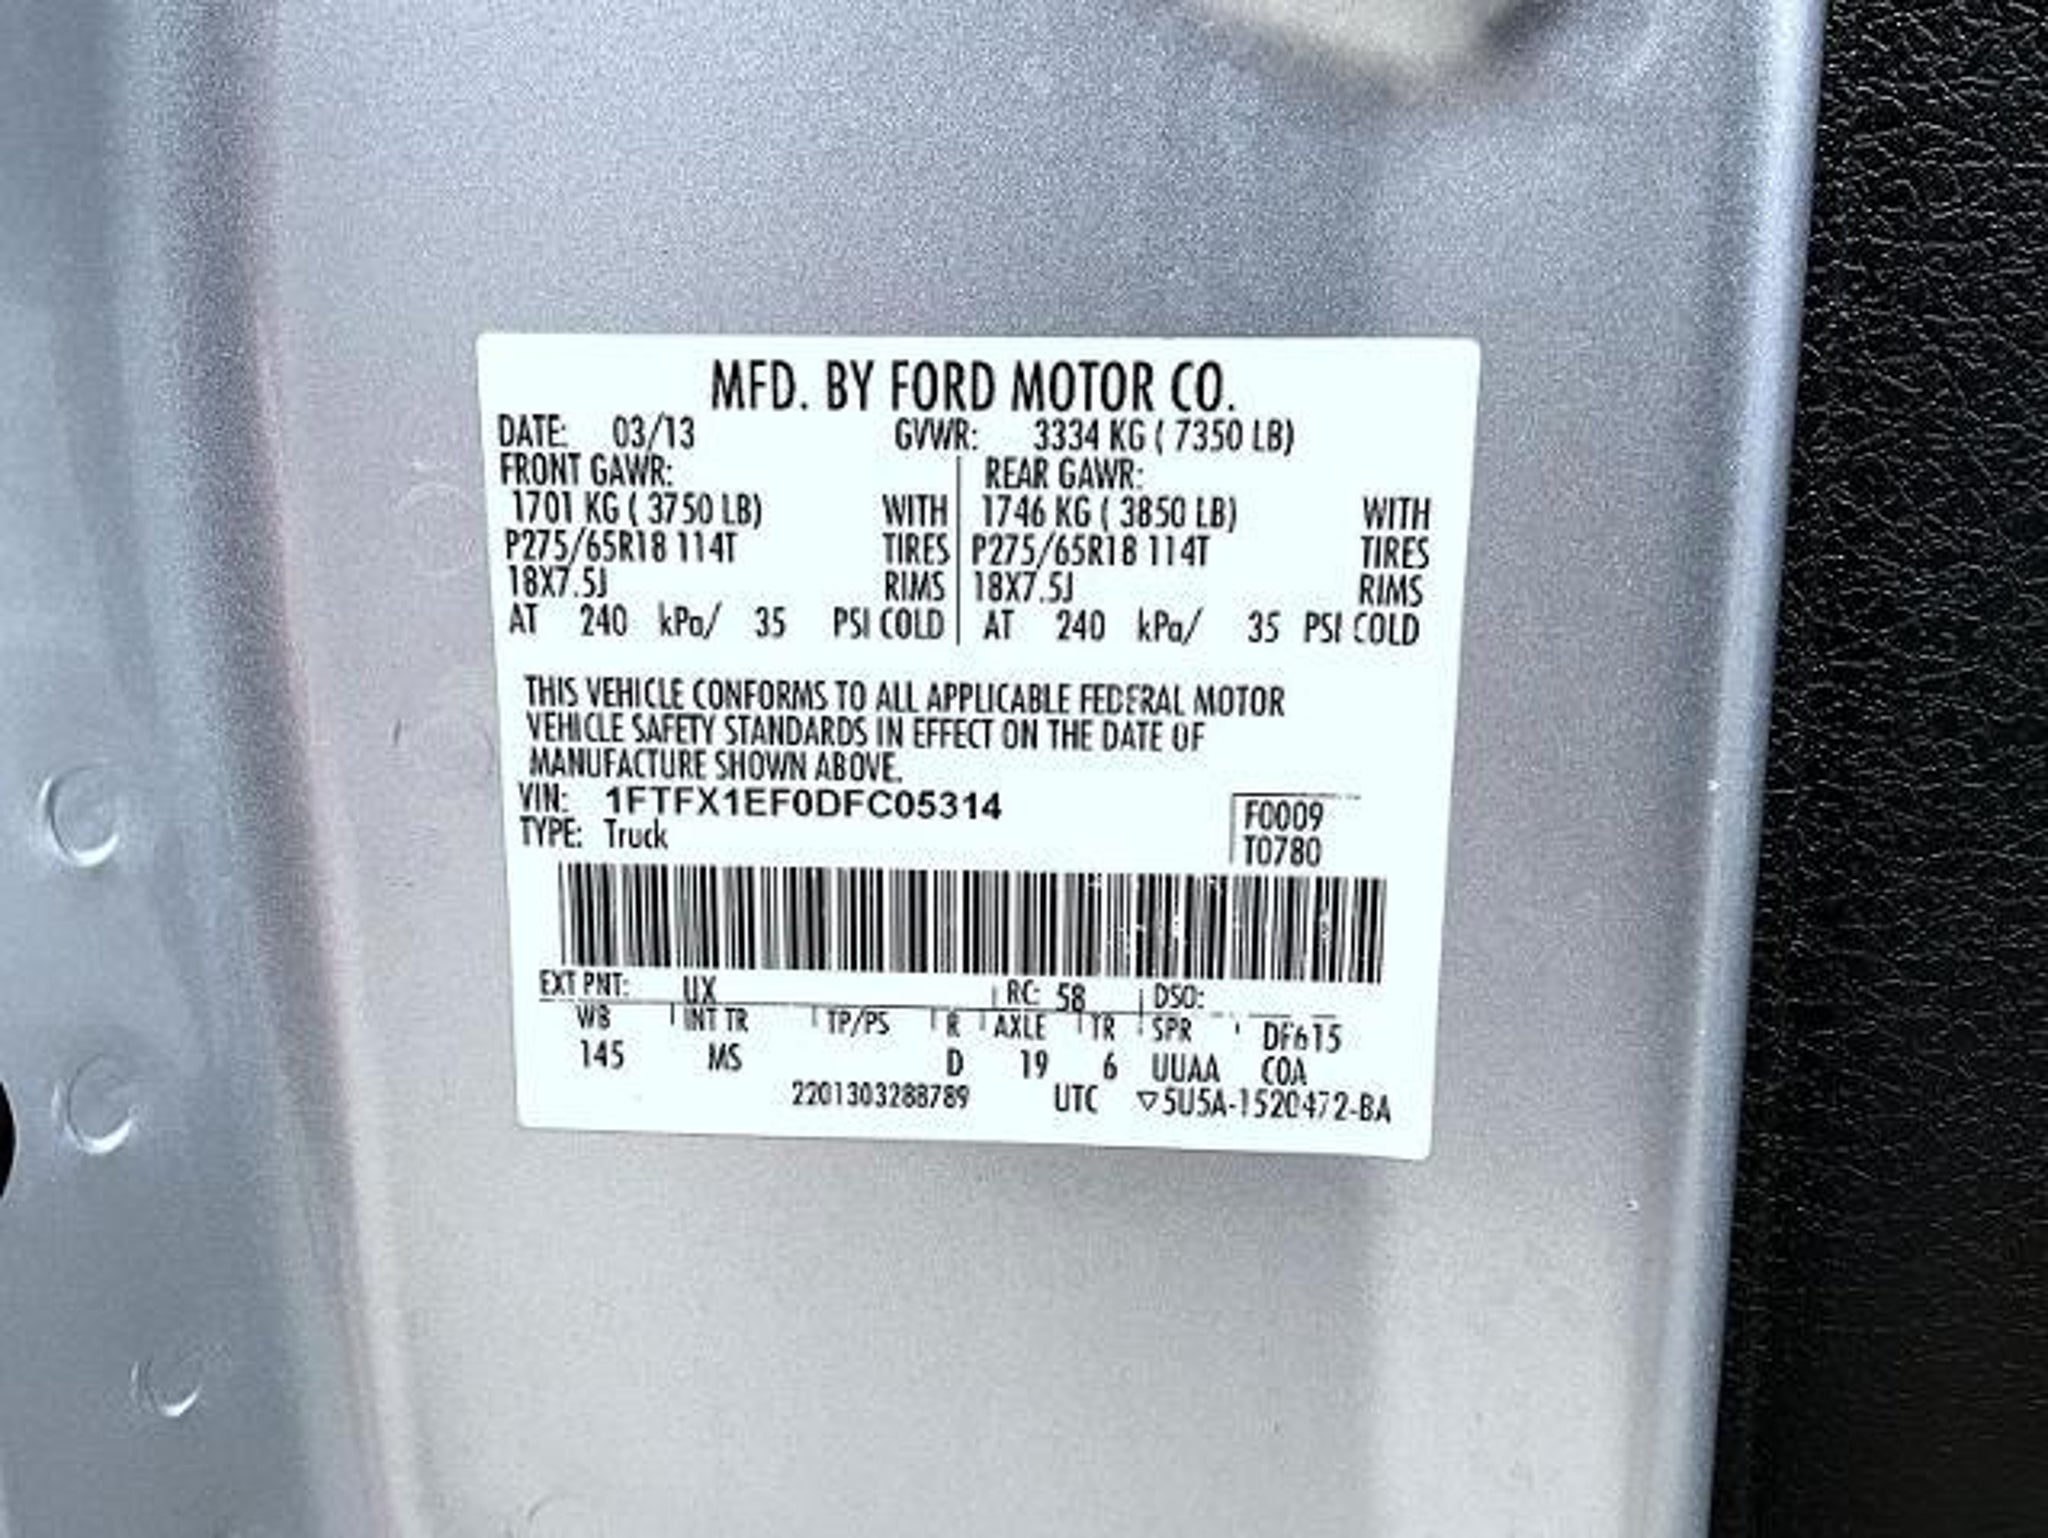 MFD. BY FORD MOTOR CO.
DATE: 03/13 GVWR: 3334 KG ( 7350 LB)
FRONT GAWR: REAR GAWR:
1701 KG ( 3750 LB) WITH 1746 KG ( 3850 LB) WITH
P275/65R18 114T TIRES P275/65R18 114T TIRES
18X7.5J RIMS 18X7.5J RIMS
AT 240 kPa/ 35 PSI COLD AT 240 kPa/ 35 PSI COLD
THIS VEHICLE CONFORMS TO ALL APPLICABLE FEDERAL MOTOR
VEHICLE SAFETY STANDARDS IN EFFECT ON THE DATE OF
MANUFACTURE SHOWN ABOVE.
VIN: 1FTFX1EF0DFC05314 F0009
TYPE: Truck T0780
EXT PNT: UX RC: 58 DSO:
WB INT TR TP/PS R AXLE TR SPR DF615
145 MS D 19 6 UUAA COA
2201303288789 UTC ▽5U5A-1520472-BA